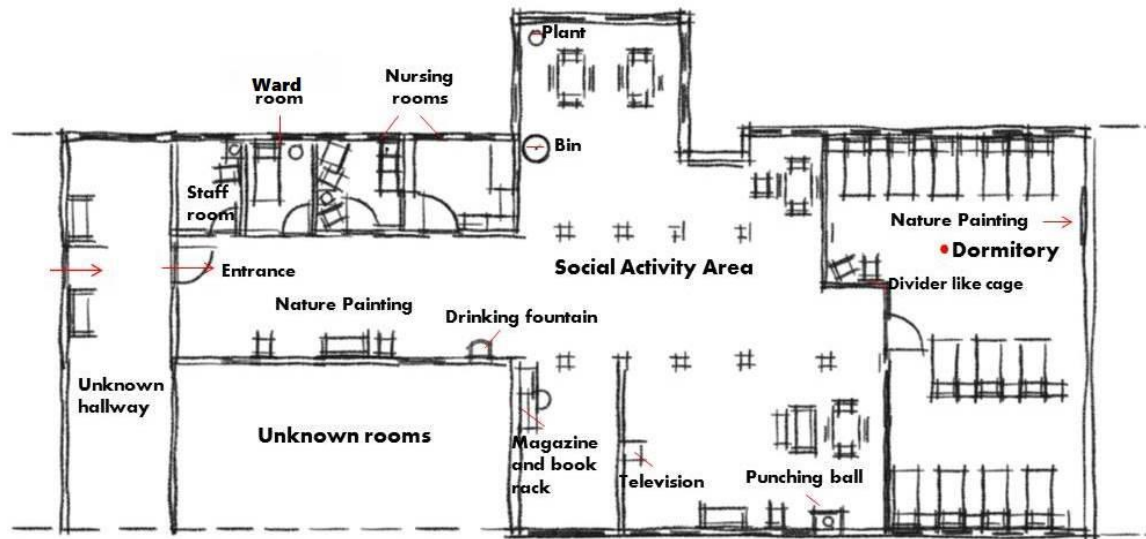 Plant
Ward
room
Nursing
rooms
Bin
Staff
room
Nature Painting
Dormitory
Entrance
Social Activity Area
Divider like cage
Nature Painting
Drinking fountain
Unknown
hallway
Unknown rooms
Magazine
and book
rack
Television
Punching ball